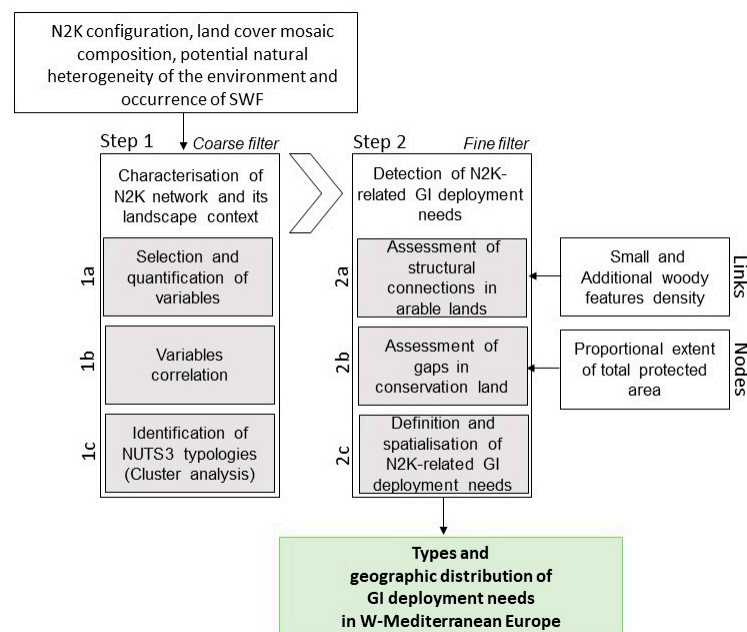 N2K configuration, land cover mosaic
composition, potential natural
heterogeneity of the environment and
occurrence of SWF
Step 1
Coarse filter
Characterisation of
N2K network and its
landscape context
1a
Selection and
quantification of
variables
1b
Variables
correlation
1c
Identification of
NUTS3 typologies
(Cluster analysis)
Step 2
Fine filter
Detection of N2K-
related GI deployment
needs
2a
Assessment of
structural
connections in
arable lands
Small and
Additional woody
features density
Links
2b
Assessment of
gaps in
conservation land
Proportional extent
of total protected
area
Nodes
2c
Definition and
spatialisation of
N2K-related GI
deployment needs
Types and
geographic distribution of
GI deployment needs
in W-Mediterranean Europe